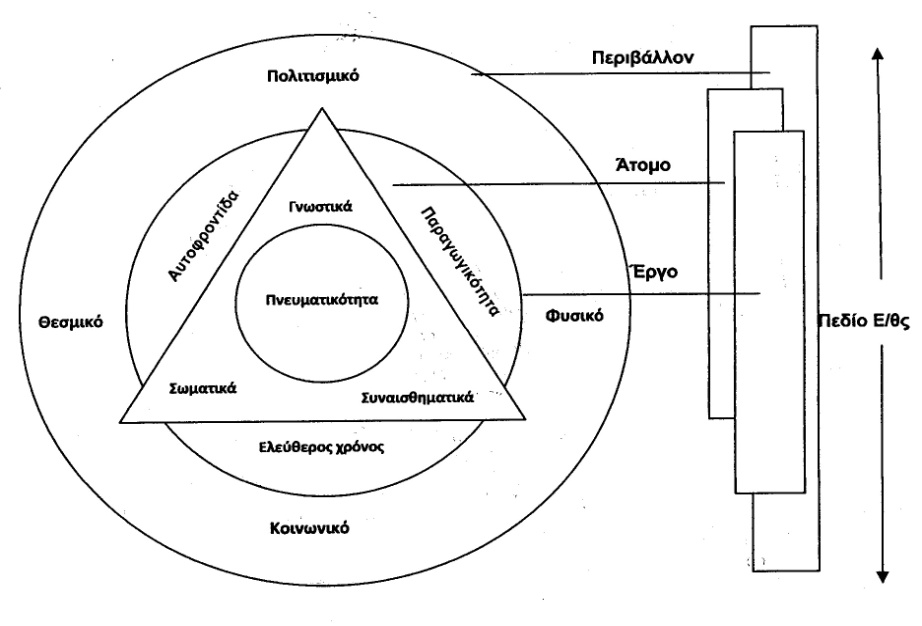 Περιβάλλον
Πολιτισμικό
Άτομο
Αυτοφροντίδα
Γνωστικά
Παραγωγικότητα
Έργο
Πνευματικότητα
Θεσμικό
Φυσικό
Πεδίο Ε/θς
Σωματικά
Συναισθηματικά
Ελεύθερος χρόνος
Κοινωνικό